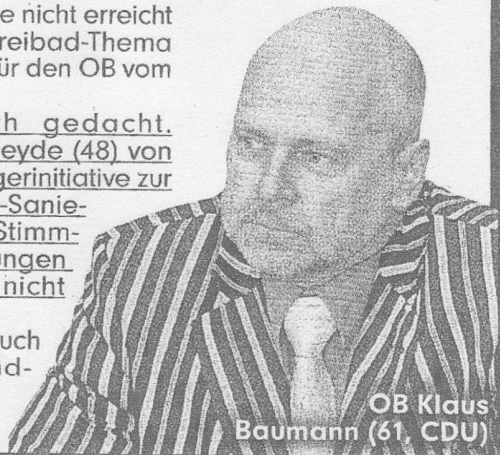 e nicht erreicht
reibad-Thema
ür den OB vom
h gedacht.
eyde (48) von
gerinitiative zur
-Sanie-
Stimm-
ungen
nicht
uch
nd-
OB Klaus
Baumann (61, CDU)